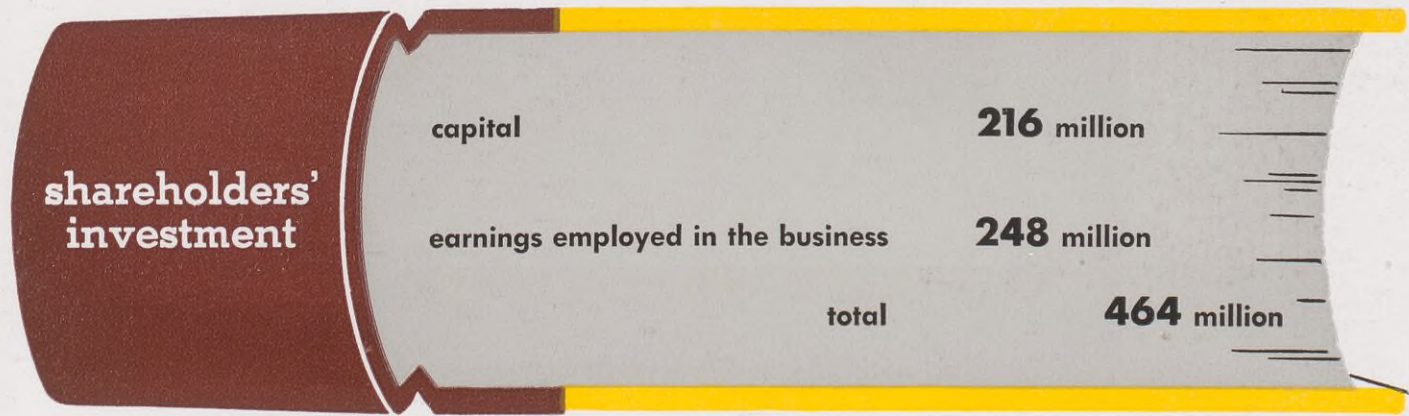 shareholders'
investment
capital 216 million
earnings employed in the business 248 million
total 464 million